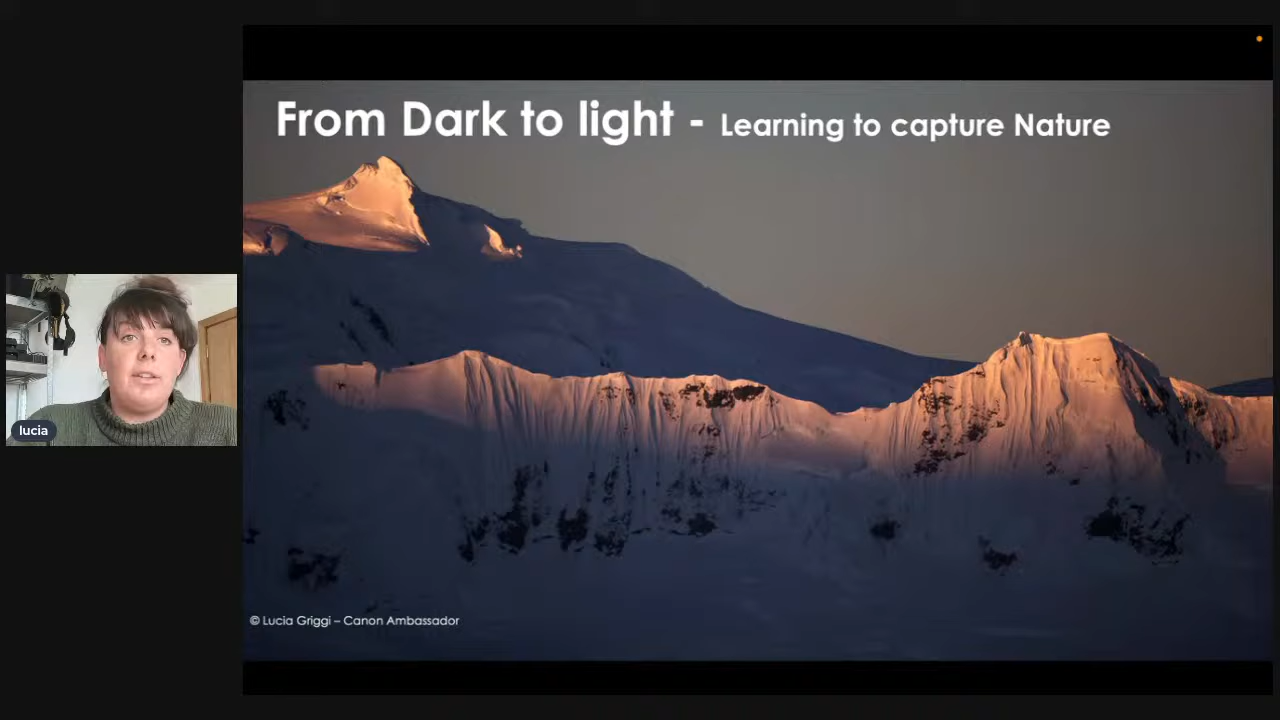 From Dark to light - Learning to capture Nature
lucia
© Lucia Griggi – Canon Ambassador